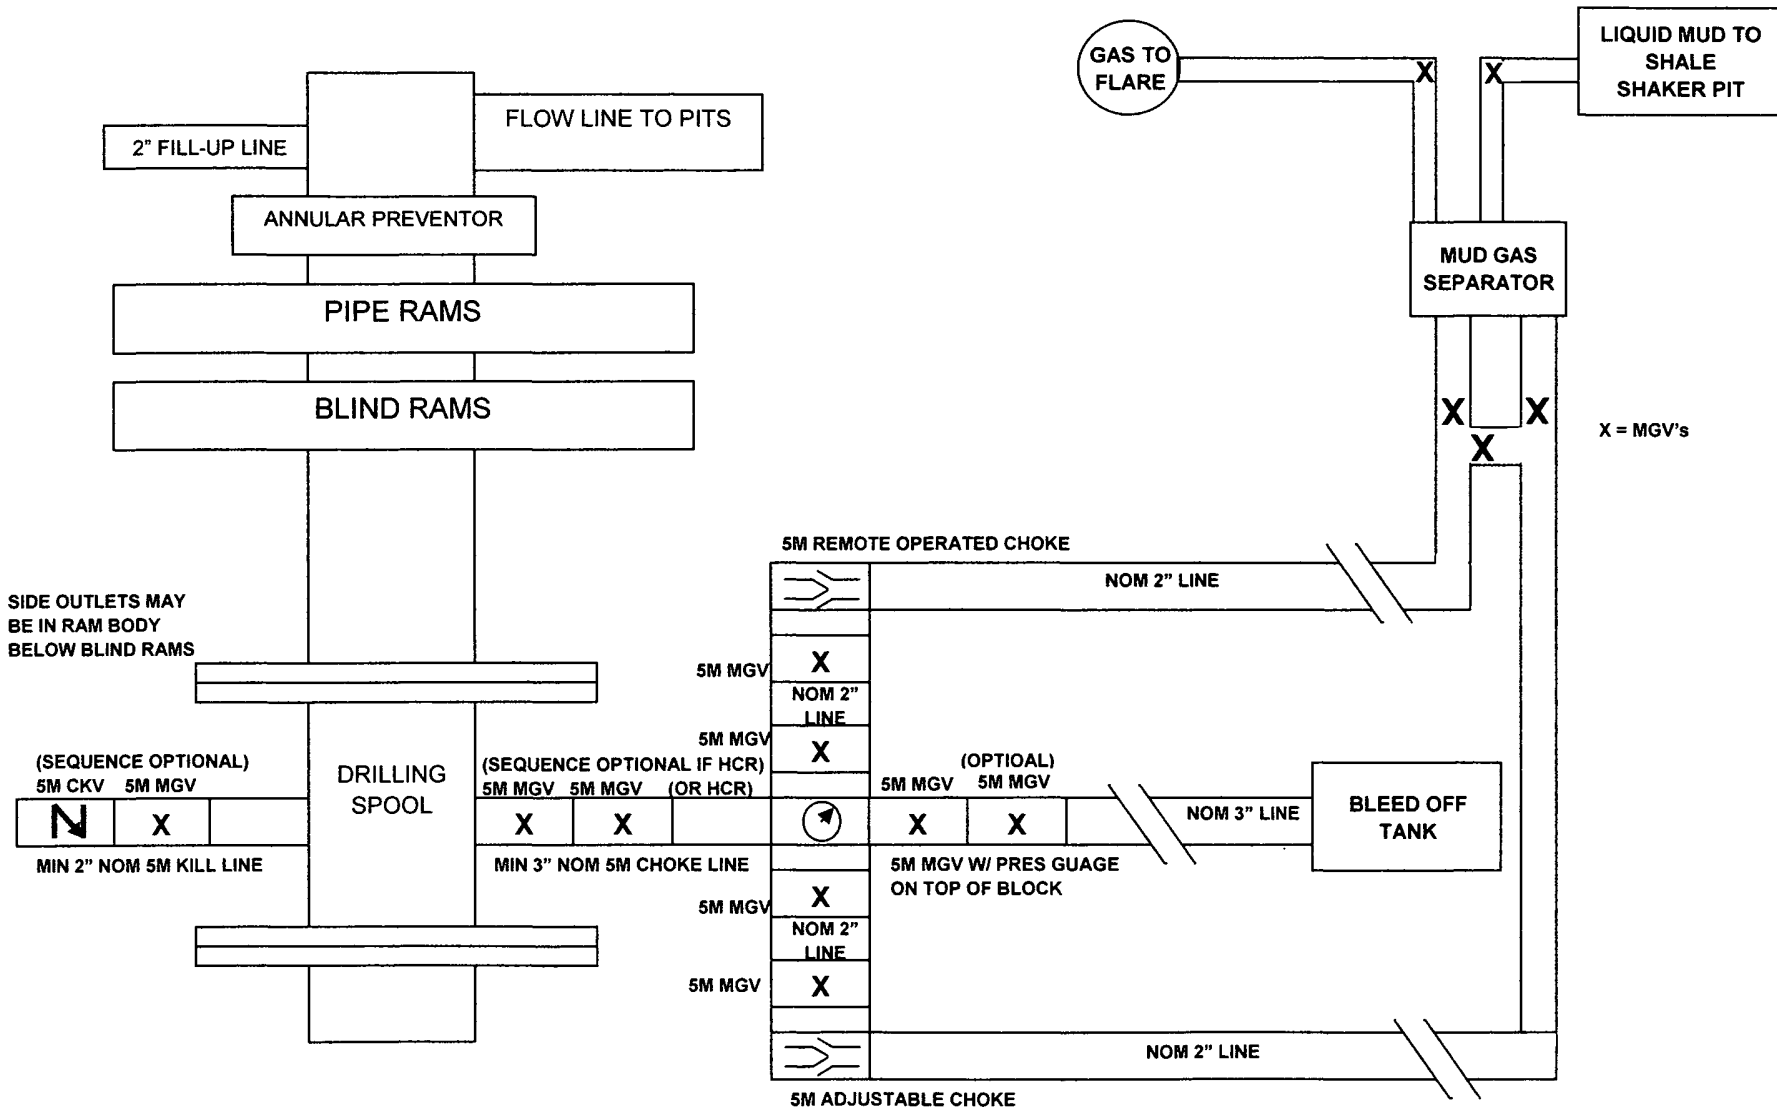 GAS TO
FLARE
X
X
LIQUID MUD TO
SHALE
SHAKER PIT
FLOW LINE TO PITS
2" FILL-UP LINE
ANNULAR PREVENTOR
MUD GAS
SEPARATOR
PIPE RAMS
BLIND RAMS
X
X
X
X = MGV's
5M REMOTE OPERATED CHOKE
NOM 2" LINE
SIDE OUTLETS MAY
BE IN RAM BODY
BELOW BLIND RAMS
5M MGV
X
NOM 2"
LINE
5M MGV
X
(SEQUENCE OPTIONAL)
5M CKV 5M MGV
N X
MIN 2" NOM 5M KILL LINE
DRILLING
SPOOL
(SEQUENCE OPTIONAL IF HCR)
5M MGV 5M MGV (OR HCR)
X X
MIN 3" NOM 5M CHOKE LINE
(OPTIOAL)
5M MGV 5M MGV
X X
NOM 3" LINE
5M MGV W/ PRES GUAGE
ON TOP OF BLOCK
BLEED OFF
TANK
5M MGV
X
NOM 2"
LINE
5M MGV
X
NOM 2" LINE
5M ADJUSTABLE CHOKE